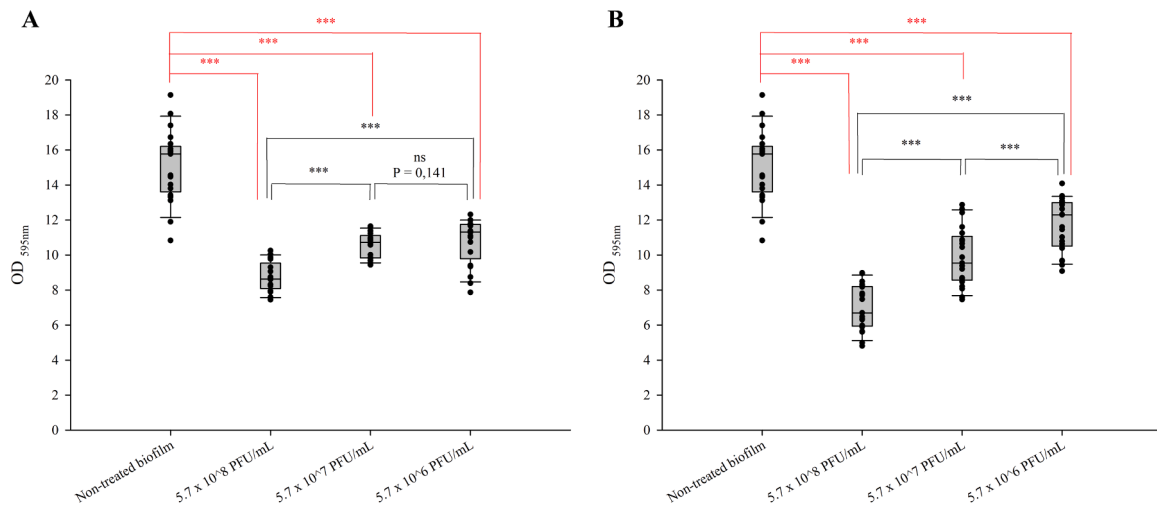 A
***
***
***
***
ns
P = 0,141
***
20
18
16
14
12
10
8
6
4
2
0
OD 595nm
Non-treated biofilm
5.7 x 10^8 PFU/mL
5.7 x 10^7 PFU/mL
5.7 x 10^6 PFU/mL
B
***
***
***
***
***
***
20
18
16
14
12
10
8
6
4
2
0
OD 595nm
Non-treated biofilm
5.7 x 10^8 PFU/mL
5.7 x 10^7 PFU/mL
5.7 x 10^6 PFU/mL